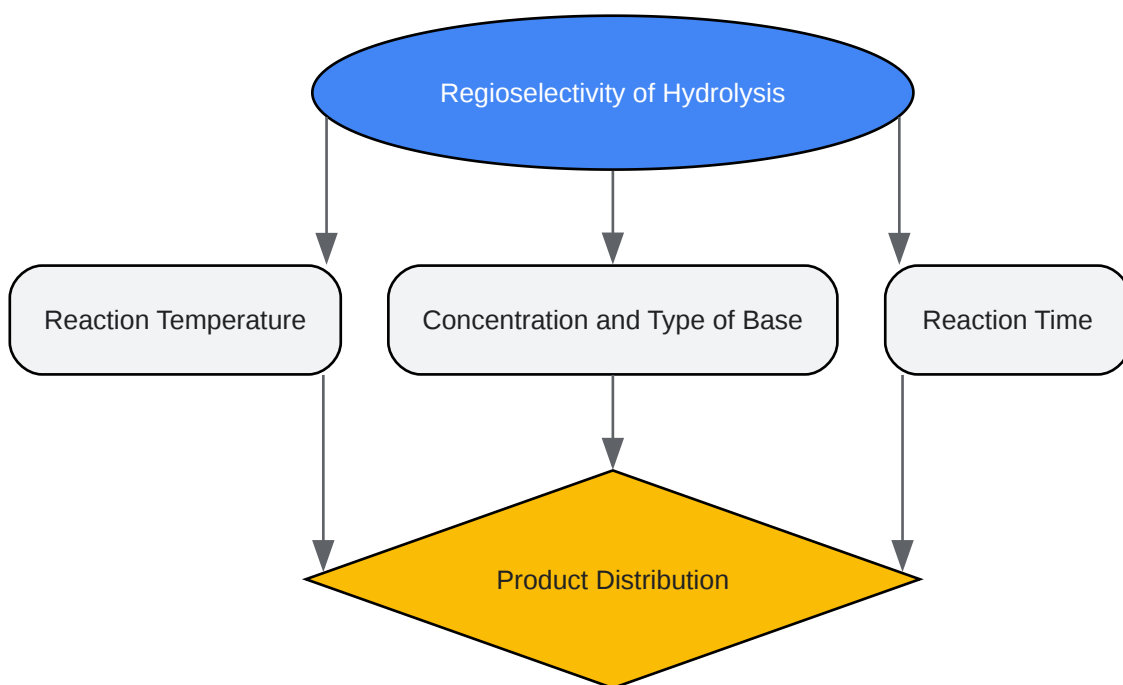 Regioselectivity of Hydrolysis
Reaction Temperature
Concentration and Type of Base
Reaction Time
Product Distribution